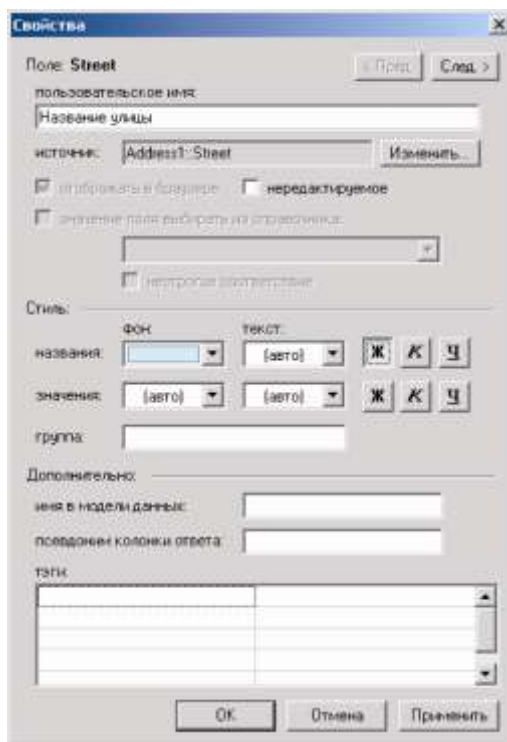 Свойства
Поле: Street
< Пред. След. >
пользовательское имя:
Название улицы
источник: Address1::Street Изменить...
отображать в браузере нередактируемое
значение поля выбирать из справочника:
нестрогое соответствие
Стиль:
фон: текст:
названия: (авто) Ж К Ч
значения: (авто) (авто) Ж К Ч
группа:
Дополнительно:
имя в модели данных:
псевдоним колонки ответа:
тэги:
OK Отмена Применить